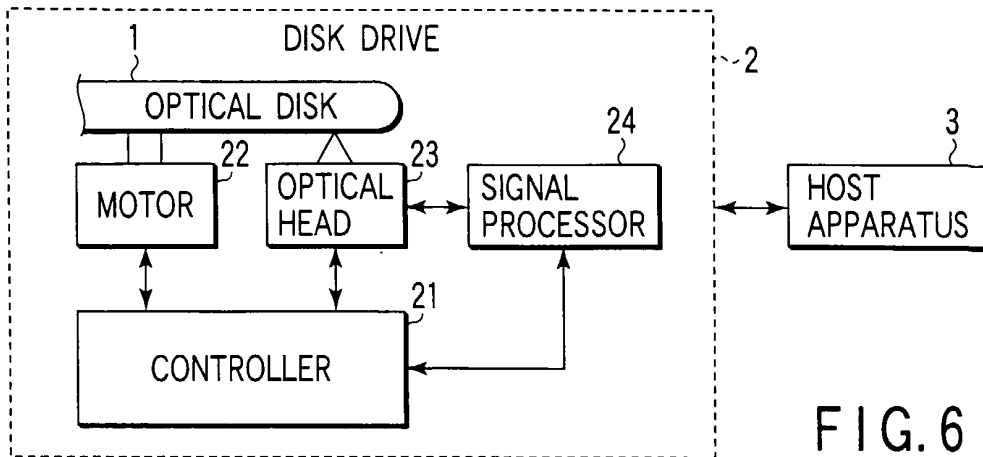 DISK DRIVE
1
2
OPTICAL DISK
22
MOTOR
23
OPTICAL
HEAD
24
SIGNAL
PROCESSOR
3
HOST
APPARATUS
21
CONTROLLER
FIG. 6